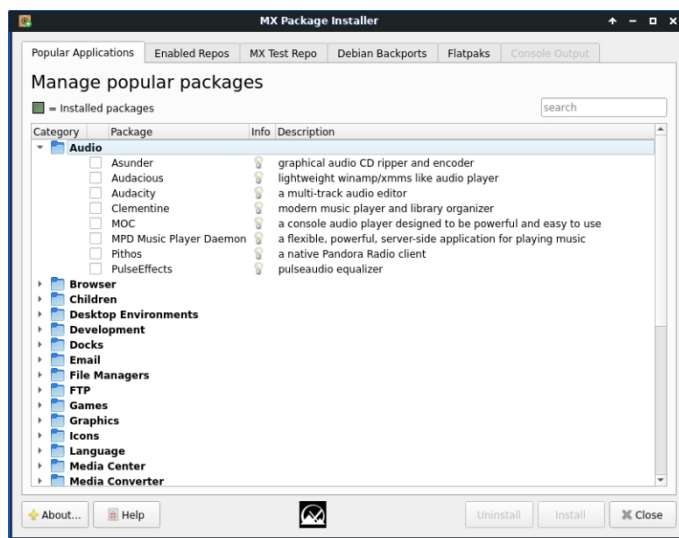 MX Package Installer
Popular Applications Enabled Repos MX Test Repo Debian Backports Flatpaks Console Output
Manage popular packages
= Installed packages
search
Category Package Info Description
Audio
Asunder graphical audio CD ripper and encoder
Audacious lightweight winamp/xmms like audio player
Audacity a multi-track audio editor
Clementine modern music player and library organizer
MOC a console audio player designed to be powerful and easy to use
MPD Music Player Daemon a flexible, powerful, server-side application for playing music
Pithos a native Pandora Radio client
PulseEffects pulseaudio equalizer
Browser
Children
Desktop Environments
Development
Docks
Email
File Managers
FTP
Games
Graphics
Icons
Language
Media Center
Media Converter
About... Help Uninstall Install Close